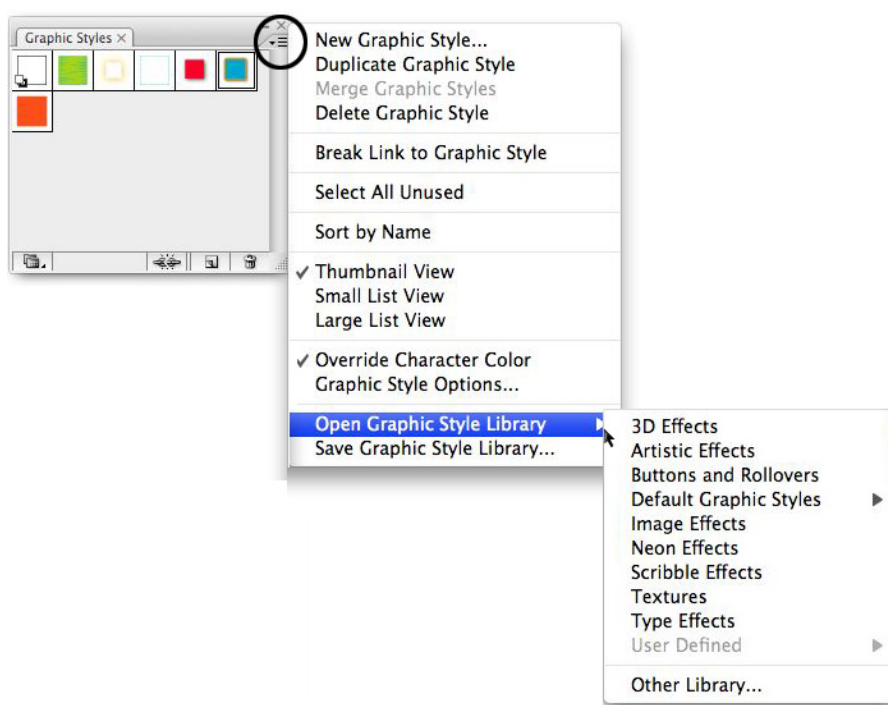 Graphic Styles ×
New Graphic Style...
Duplicate Graphic Style
Merge Graphic Styles
Delete Graphic Style
Break Link to Graphic Style
Select All Unused
Sort by Name
Thumbnail View
Small List View
Large List View
Override Character Color
Graphic Style Options...
Open Graphic Style Library
Save Graphic Style Library...
3D Effects
Artistic Effects
Buttons and Rollovers
Default Graphic Styles
Image Effects
Neon Effects
Scribble Effects
Textures
Type Effects
User Defined
Other Library...